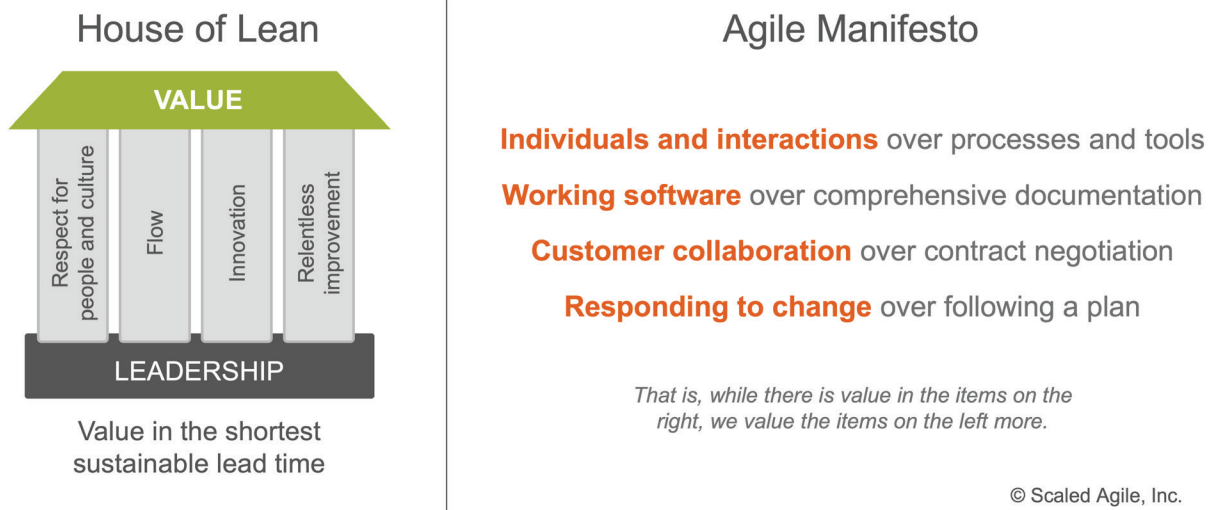 House of Lean
VALUE
Respect for
people and culture
Flow
Innovation
Relentless
improvement
LEADERSHIP
Value in the shortest
sustainable lead time
Agile Manifesto
Individuals and interactions over processes and tools
Working software over comprehensive documentation
Customer collaboration over contract negotiation
Responding to change over following a plan
That is, while there is value in the items on the
right, we value the items on the left more.
© Scaled Agile, Inc.